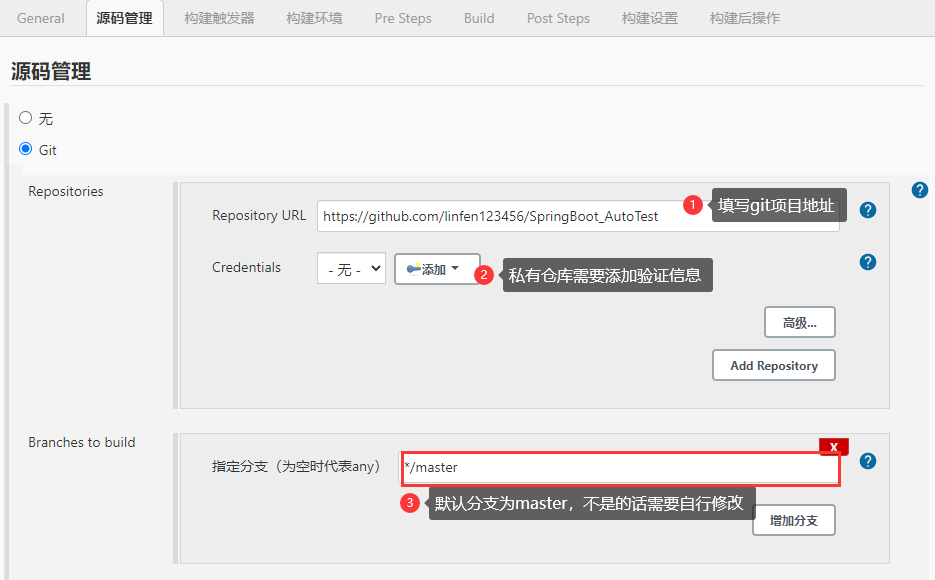 General 源码管理 构建触发器 构建环境 Pre Steps Build Post Steps 构建设置 构建后操作
源码管理
无
Git
Repositories
?
Repository URL https://github.com/linfen123456/SpringBoot_AutoTest 1 填写git项目地址 ?
Credentials - 无 - 添加 2 私有仓库需要添加验证信息 ?
高级...
Add Repository
Branches to build
X
指定分支（为空时代表any） */master ?
3 默认分支为master，不是的话需要自行修改
增加分支